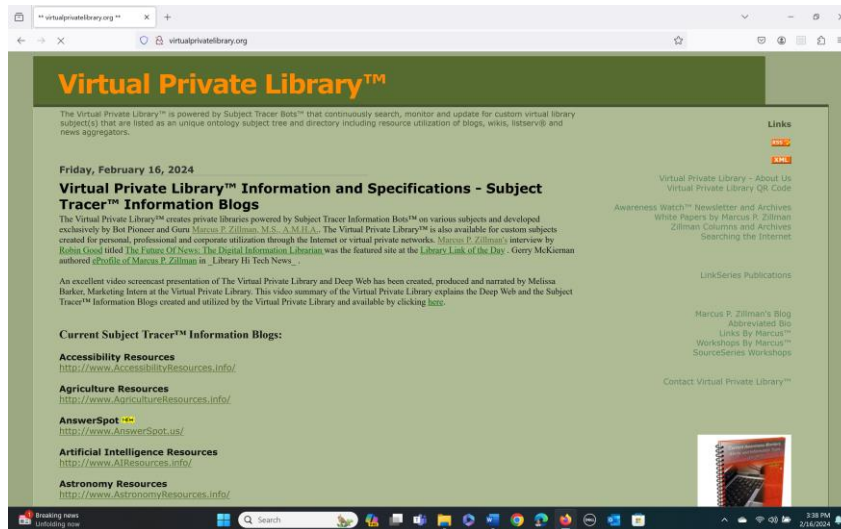 ** virtualprivatelibrary.org **
virtualprivatelibrary.org
Virtual Private Library™
The Virtual Private Library™ is powered by Subject Tracer Bots™ that continuously search, monitor and update for custom virtual library
subject(s) that are listed as an unique ontology subject tree and directory including resource utilization of blogs, wikis, listserv® and
news aggregators.
Friday, February 16, 2024
Virtual Private Library™ Information and Specifications - Subject
Tracer™ Information Blogs
The Virtual Private Library™ creates private libraries powered by Subject Tracer Information Bots™ on various subjects and developed
exclusively by Bot Pioneer and Guru Marcus P. Zillman, M.S., A.M.H.A.. The Virtual Private Library™ is also available for custom subjects
created for personal, professional and corporate utilization through the Internet or virtual private networks. Marcus P. Zillman's interview by
Robin Good titled The Future Of News: The Digital Information Librarian was the featured site at the Library Link of the Day . Gerry McKiernan
authored eProfile of Marcus P. Zillman in _Library Hi Tech News_ .
An excellent video screencast presentation of The Virtual Private Library and Deep Web has been created, produced and narrated by Melissa
Barker, Marketing Intern at the Virtual Private Library. This video summary of the Virtual Private Library explains the Deep Web and the Subject
Tracer™ Information Blogs created and utilized by the Virtual Private Library and available by clicking here.
Current Subject Tracer™ Information Blogs:
Accessibility Resources
http://www.AccessibilityResources.info/
Agriculture Resources
http://www.AgricultureResources.info/
AnswerSpot
http://www.AnswerSpot.us/
Artificial Intelligence Resources
http://www.AIResources.info/
Astronomy Resources
http://www.AstronomyResources.info/
Links
RSS
XML
Virtual Private Library - About Us
Virtual Private Library QR Code
Awareness Watch™ Newsletter and Archives
White Papers by Marcus P. Zillman
Zillman Columns and Archives
Searching the Internet
LinkSeries Publications
Marcus P. Zillman's Blog
Abbreviated Bio
Links By Marcus™
Workshops By Marcus™
SourceSeries Workshops
Contact Virtual Private Library™
Breaking news
Unfolding now
Search
3:38 PM
2/16/2024